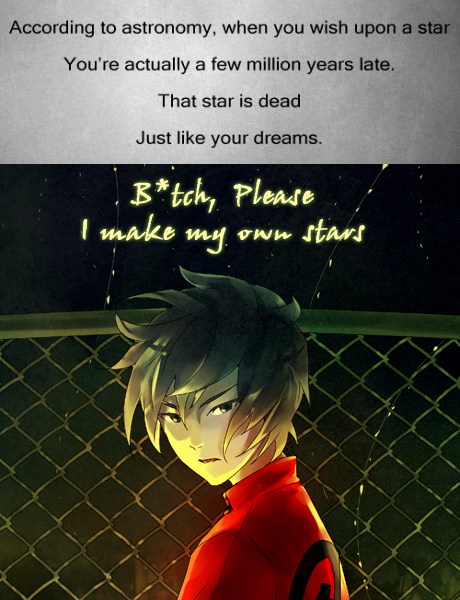 According to astronomy, when you wish upon a star
You're actually a few million years late.
That star is dead
Just like your dreams.
B*tch, Please
I make my own stars